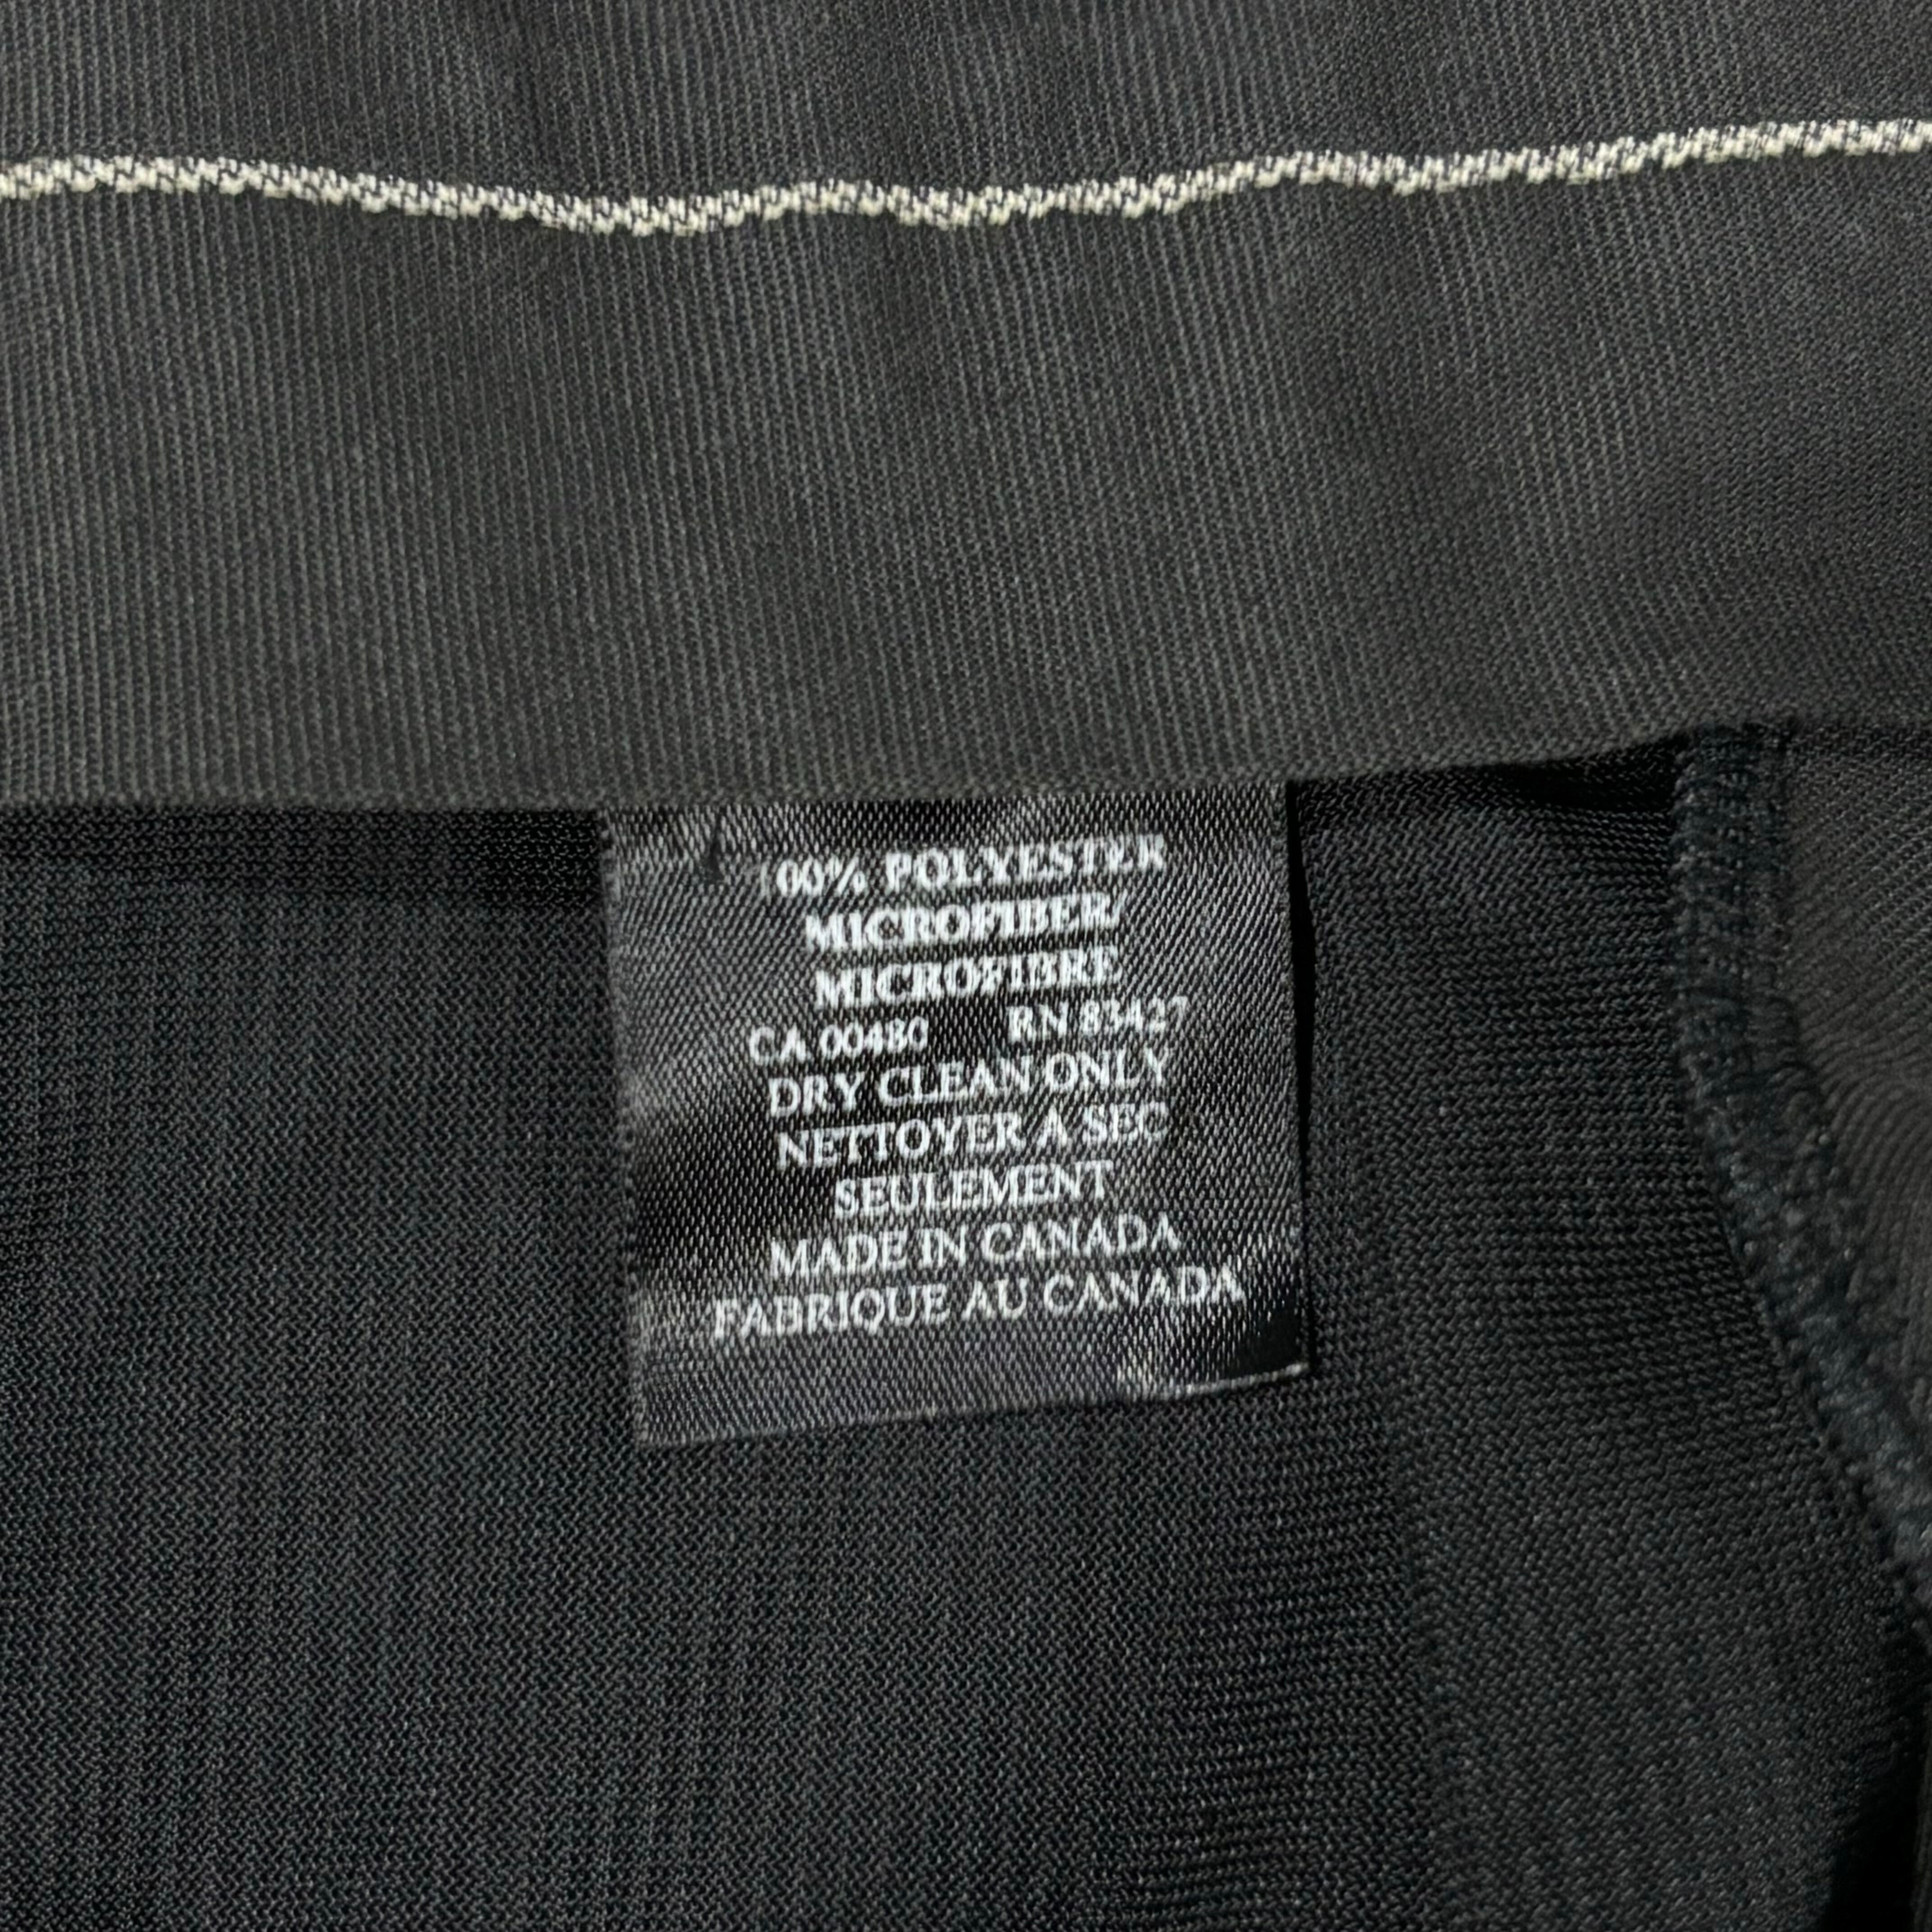 100% POLYESTER
MICROFIBER/
MICROFIBRE
CA 00480 RN 83427
DRY CLEAN ONLY
NETTOYER A SEC
SEULEMENT
MADE IN CANADA
FABRIQUE AU CANADA